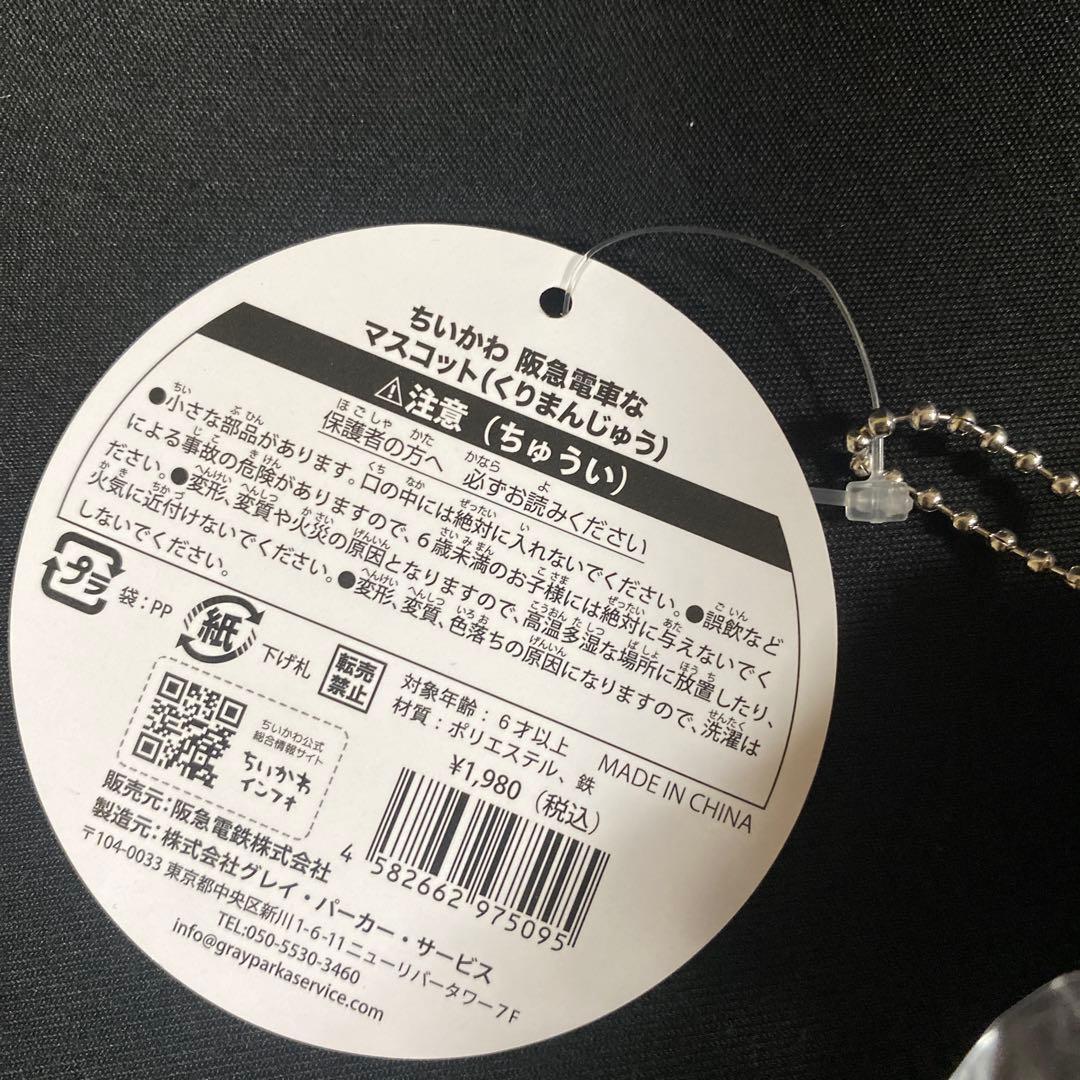 ちいかわ 阪急電車な
マスコット(くりまんじゅう)
⚠注意(ちゅうい)
保護者の方へ 必ずお読みください
●小さな部品があります。口の中には絶対に入れないでください。●誤飲など
による事故の危険がありますので、6歳未満のお子様には絶対に与えないでく
ださい。●変形、変質や火災の原因となりますので、高温多湿な場所に放置したり、
火気に近付けないでください。●変形、変質、色落ちの原因になりますので、洗濯は
しないでください。
プラ
袋:PP
紙
下げ札
転売
禁止
対象年齢:6才以上
材質:ポリエステル、鉄
MADE IN CHINA
¥1,980(税込)
ちいかわ公式
総合情報サイト
ちいかわ
インフォ
4 582662 975095
販売元:阪急電鉄株式会社
製造元:株式会社グレイ・パーカー・サービス
〒104-0033 東京都中央区新川1-6-11ニューリバータワー7F
TEL:050-5530-3460
info@grayparkaservice.com